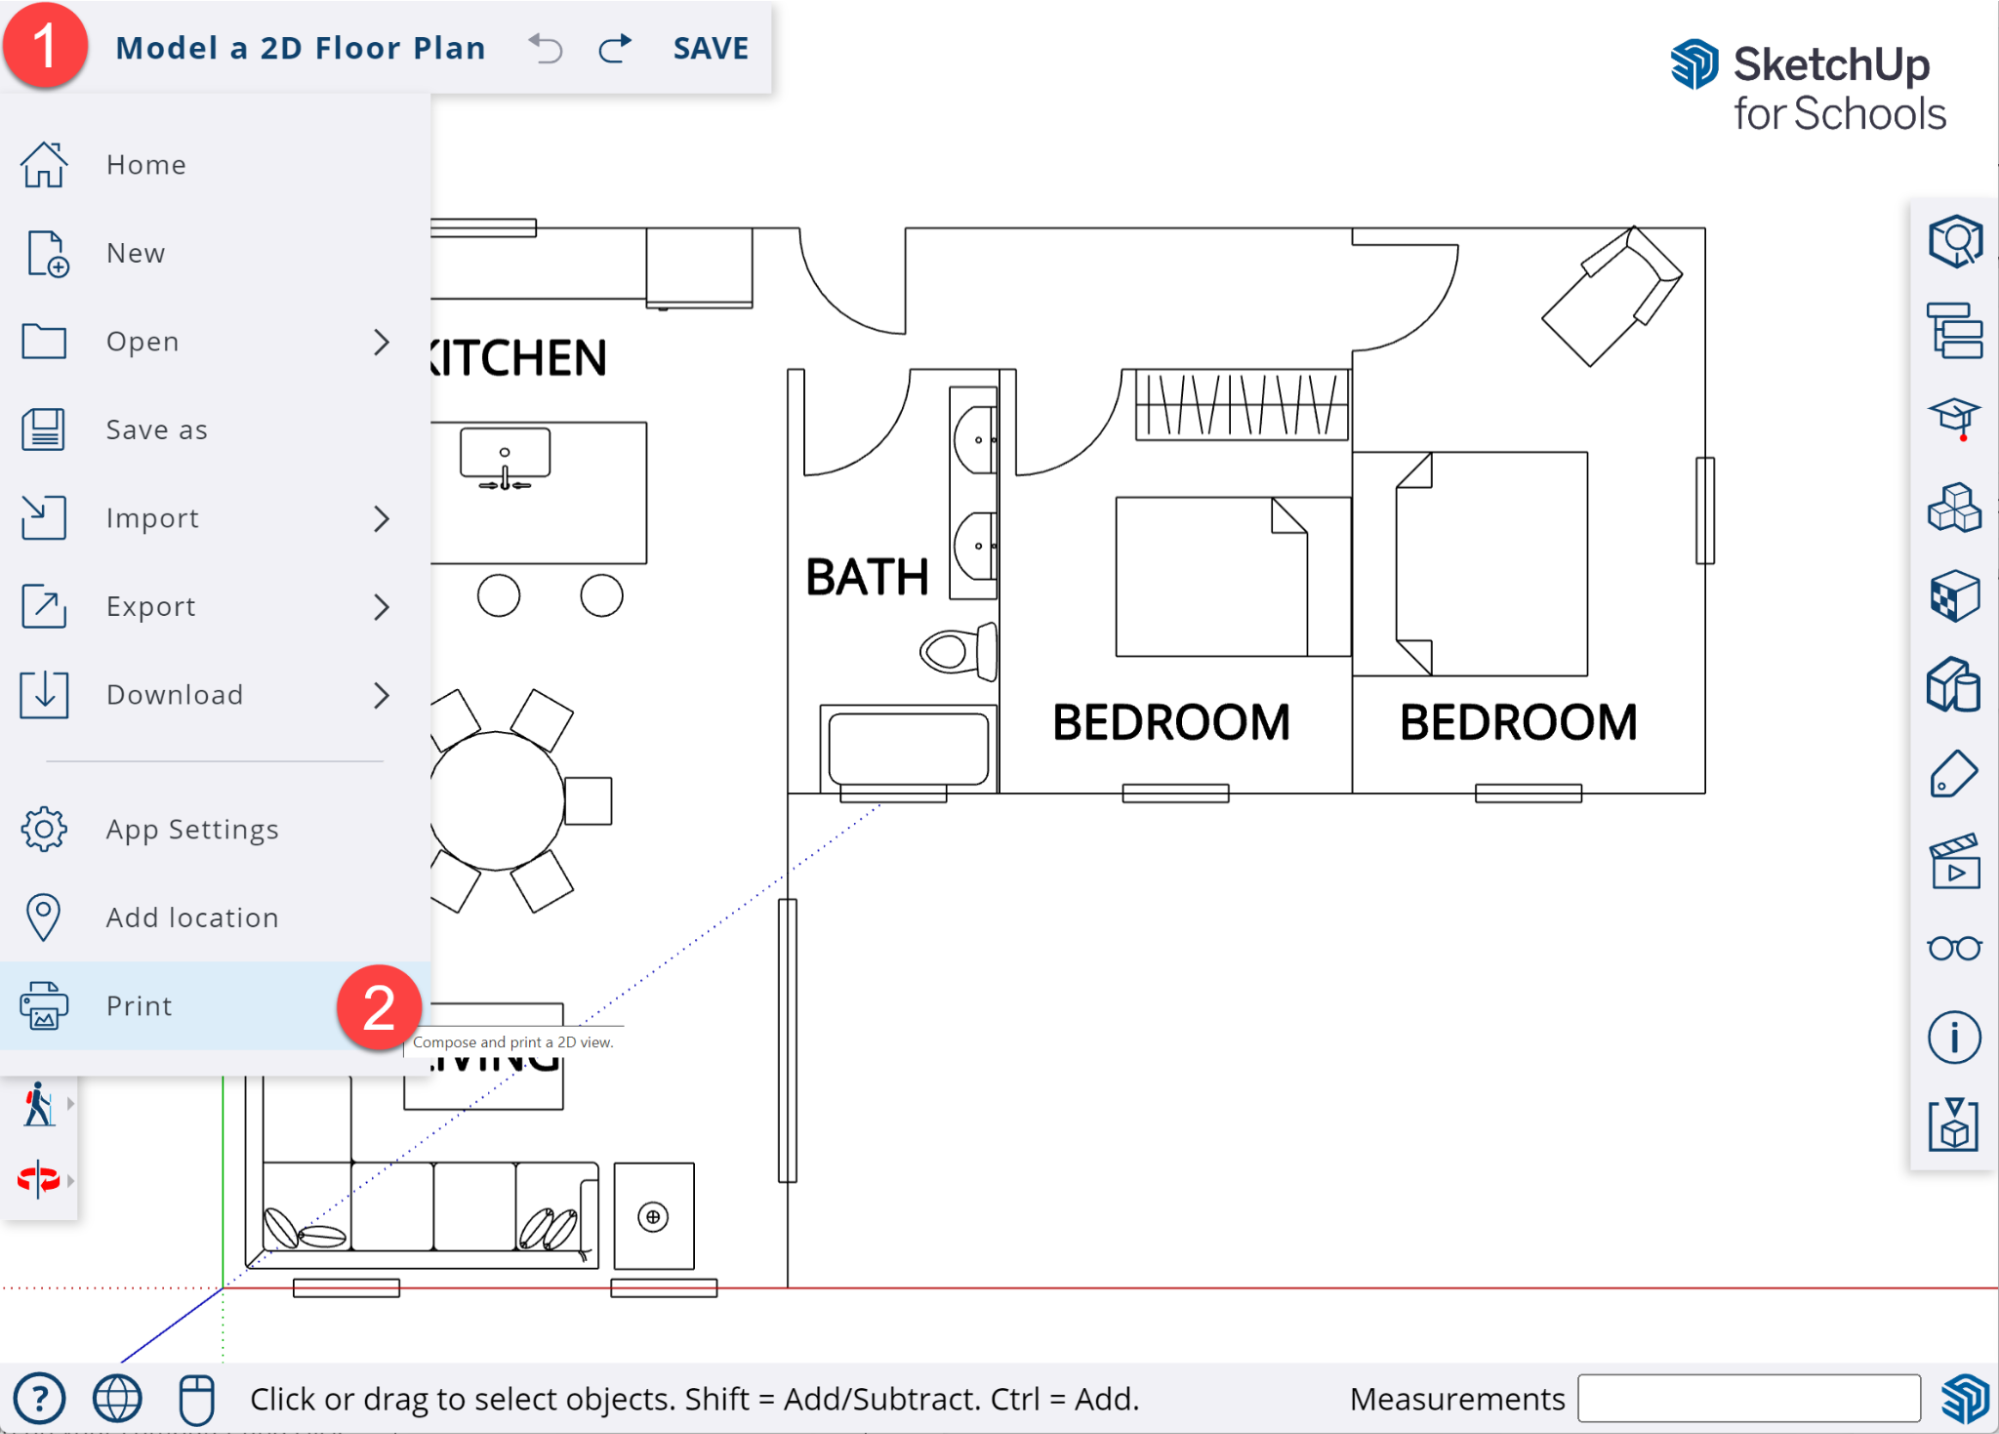 1
Model a 2D Floor Plan
SAVE
SketchUp
for Schools
Home
New
Open
Save as
Import
Export
Download
App Settings
Add location
Print
2
Compose and print a 2D view.
KITCHEN
BATH
BEDROOM
BEDROOM
LIVING
?
Click or drag to select objects. Shift = Add/Subtract. Ctrl = Add.
Measurements